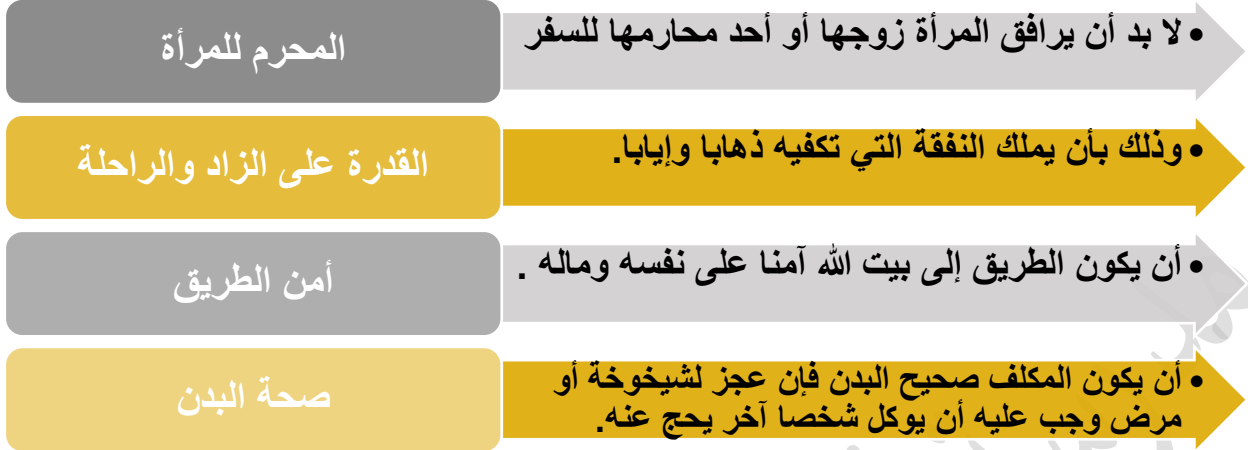 المحرم للمرأة
• لا بد أن يرافق المرأة زوجها أو أحد محارمها للسفر
القدرة على الزاد والراحلة
• وذلك بأن يملك النفقة التي تكفيه ذهابا وإيابا.
أمن الطريق
• أن يكون الطريق إلى بيت الله آمنا على نفسه وماله .
صحة البدن
• أن يكون المكلف صحيح البدن فإن عجز لشيخوخة أو
مرض وجب عليه أن يوكل شخصا آخر يحج عنه.